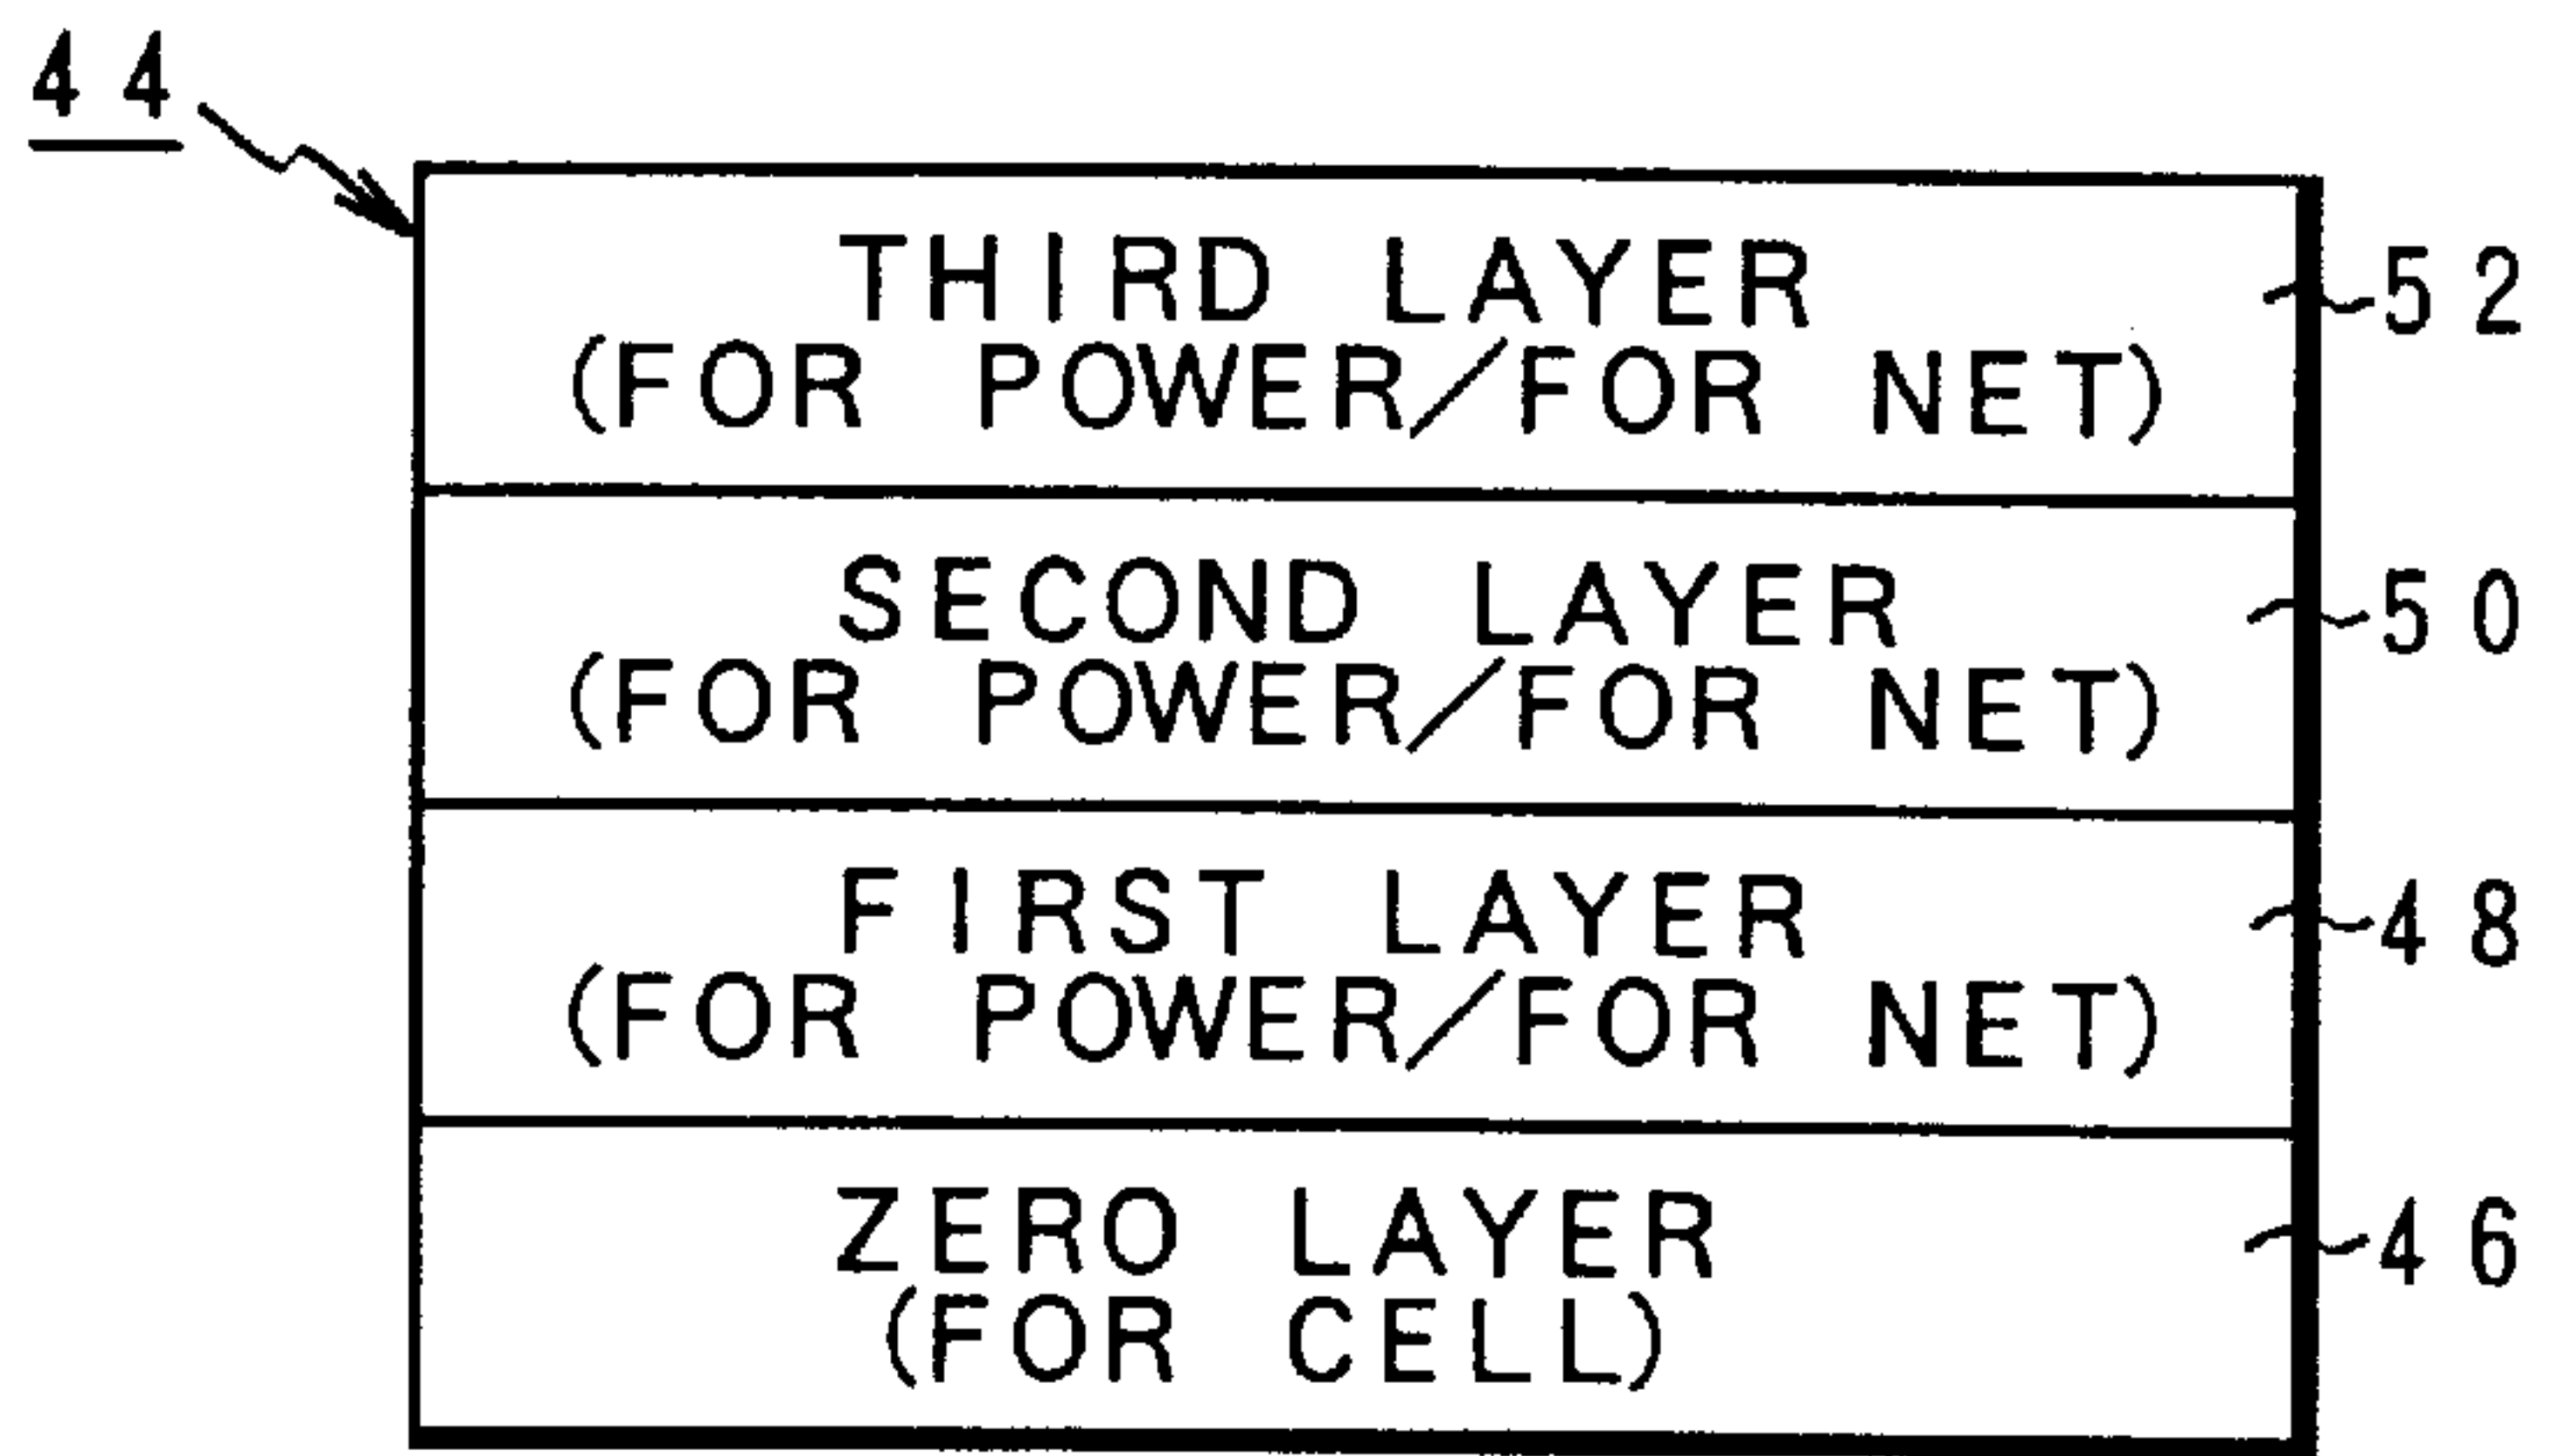 44
THIRD LAYER
(FOR POWER/FOR NET)
52
SECOND LAYER
(FOR POWER/FOR NET)
50
FIRST LAYER
(FOR POWER/FOR NET)
48
ZERO LAYER
(FOR CELL)
46